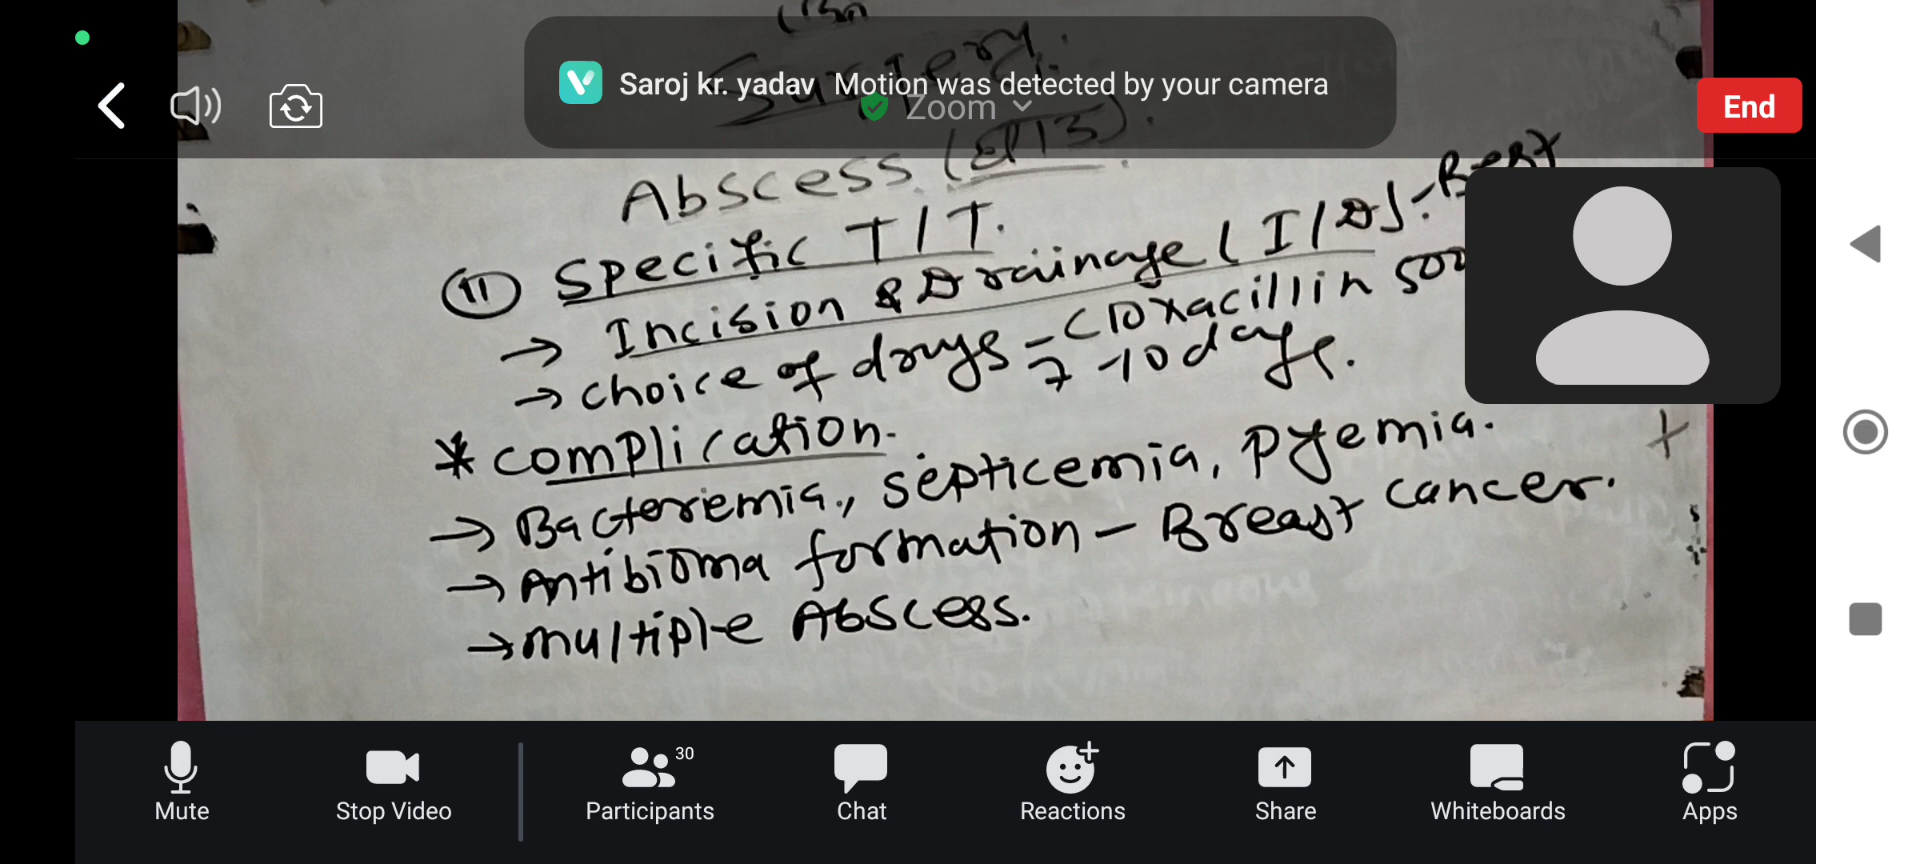 Surgery.
Saroj kr. yadav Motion was detected by your camera
Zoom
End
Abscess (EP13).
(11) Specific T/T.
→ Incision & Drainage (I/D) :- Best
→ choice of drugs = Cloxacillin 500
7-10 days.
* complication.
→ Bacteriemia, septicemia, Pyemia.
→ Antibioma formation - Breast cancer.
→ multiple Abscess.
Mute
Stop Video
30
Participants
Chat
Reactions
Share
Whiteboards
Apps